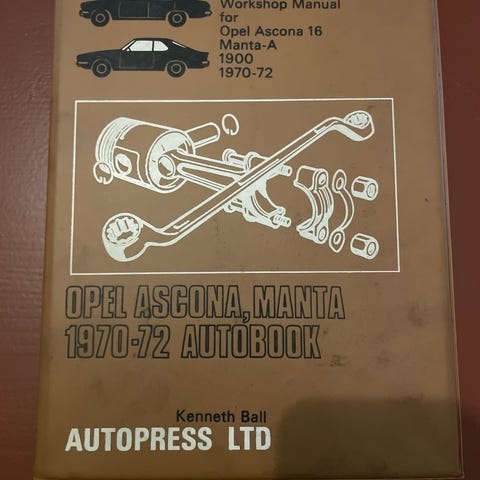 Workshop Manual
for
Opel Ascona 16
Manta-A
1900
1970-72
OPEL ASCONA, MANTA
1970-72 AUTOBOOK
Kenneth Ball
AUTOPRESS LTD